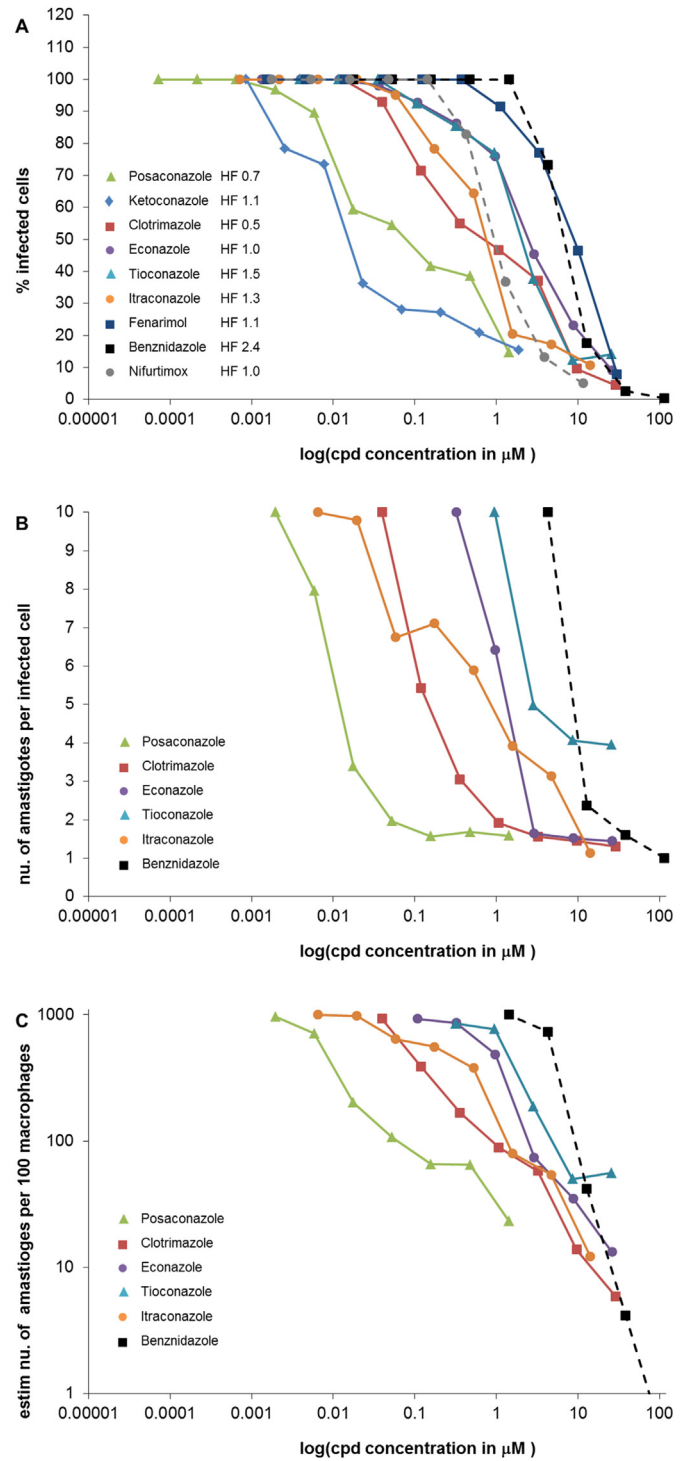 A
% infected cells
120
100
90
80
70
60
50
40
30
20
10
0
Posaconazole HF 0.7
Ketoconazole HF 1.1
Clotrimazole HF 0.5
Econazole HF 1.0
Tioconazole HF 1.5
Itraconazole HF 1.3
Fenarimol HF 1.1
Benznidazole HF 2.4
Nifurtimox HF 1.0
0.00001 0.0001 0.001 0.01 0.1 1 10 100
log(cpd concentration in μM )
B
nu. of amastigotes per infected cell
10
9
8
7
6
5
4
3
2
1
0
Posaconazole
Clotrimazole
Econazole
Tioconazole
Itraconazole
Benznidazole
0.00001 0.0001 0.001 0.01 0.1 1 10 100
log(cpd concentration in μM )
C
estim nu. of amastioges per 100 macrophages
1000
100
10
1
Posaconazole
Clotrimazole
Econazole
Tioconazole
Itraconazole
Benznidazole
0.00001 0.0001 0.001 0.01 0.1 1 10 100
log(cpd concentration in μM )